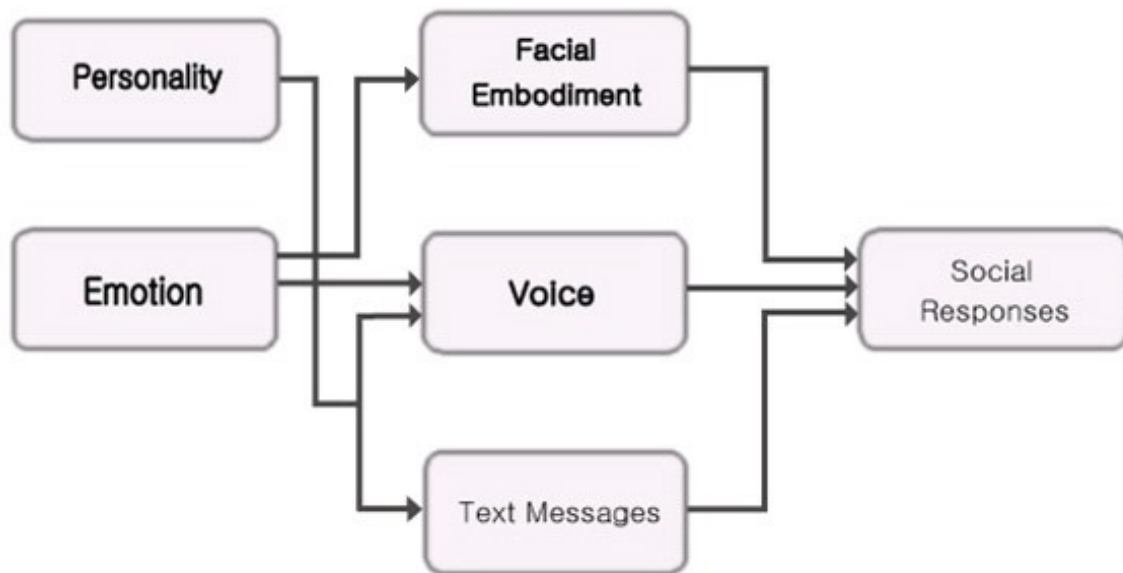 Personality
Facial
Embodiment
Emotion
Voice
Social
Responses
Text Messages